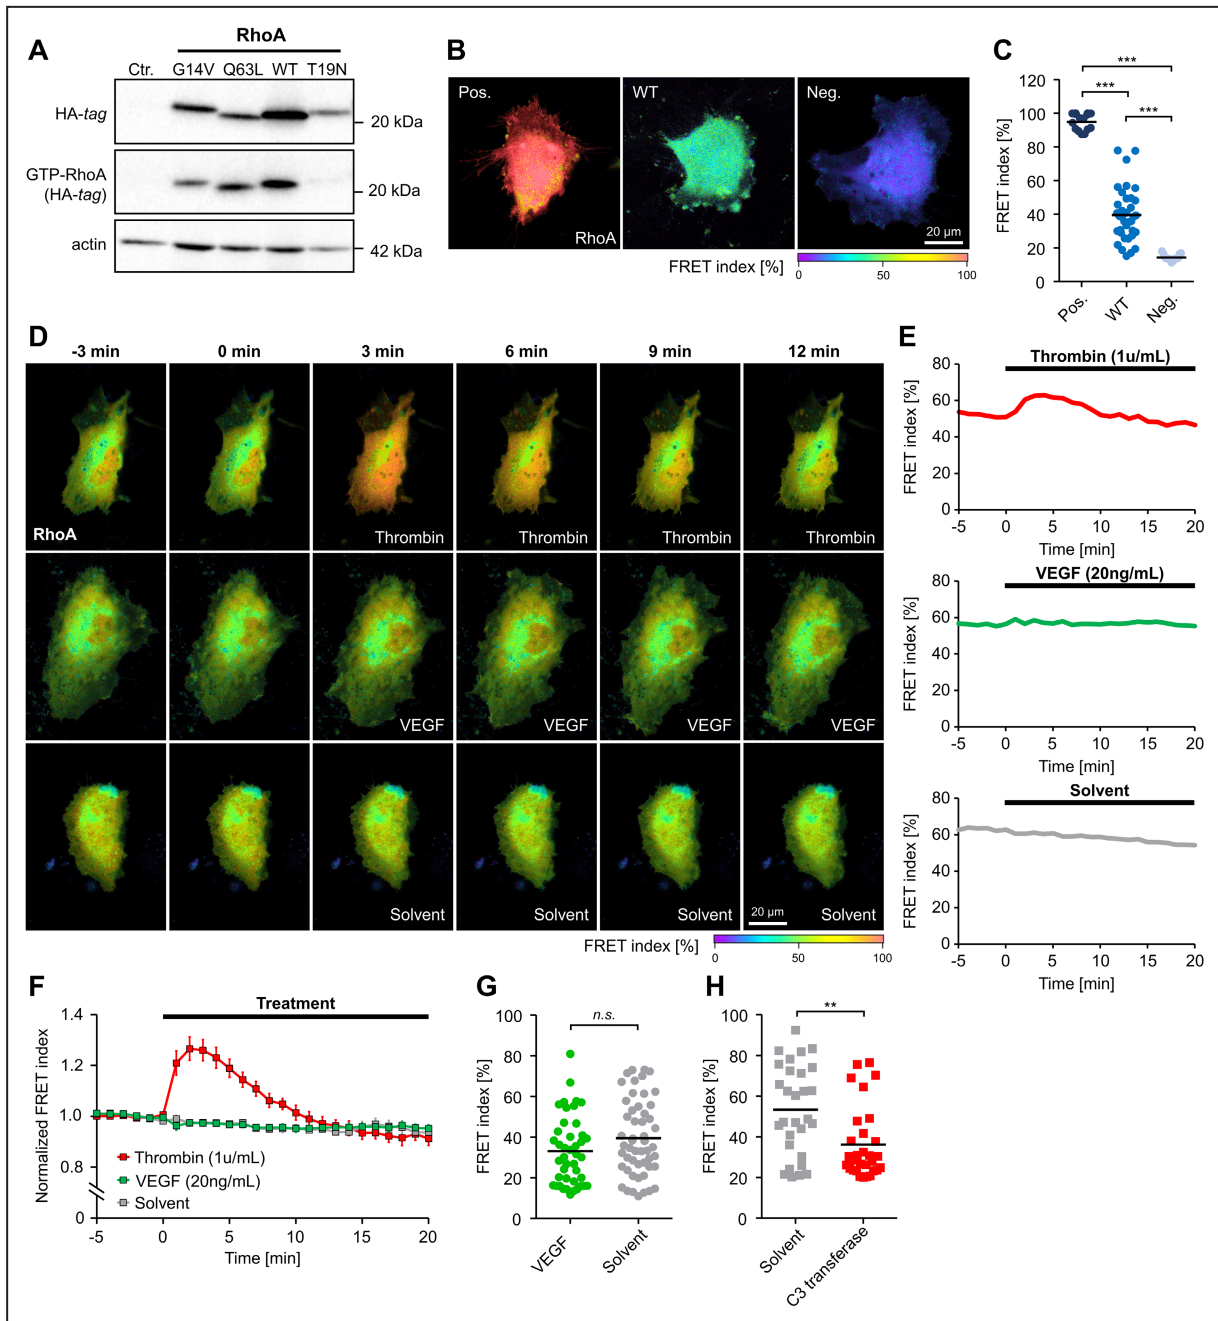 A
RhoA
Ctr. G14V Q63L WT T19N
HA-tag
20 kDa
GTP-RhoA
(HA-tag)
20 kDa
actin
42 kDa
B
Pos.
WT
Neg.
RhoA
20 µm
FRET index [%]
0 50 100
C
FRET index [%]
120
100
80
60
40
20
0
***
*** ***
Pos. WT Neg.
D
-3 min 0 min 3 min 6 min 9 min 12 min
RhoA
Thrombin Thrombin Thrombin Thrombin
VEGF VEGF VEGF VEGF
20 µm
Solvent Solvent Solvent Solvent
FRET index [%]
0 50 100
E
Thrombin (1u/mL)
FRET index [%]
80
60
40
20
0
-5 0 5 10 15 20
Time [min]
VEGF (20ng/mL)
FRET index [%]
80
60
40
20
0
-5 0 5 10 15 20
Time [min]
Solvent
FRET index [%]
80
60
40
20
0
-5 0 5 10 15 20
Time [min]
F
Treatment
Normalized FRET index
1.4
1.2
1.0
0.8
0
Thrombin (1u/mL)
VEGF (20ng/mL)
Solvent
-5 0 5 10 15 20
Time [min]
G
n.s.
FRET index [%]
100
80
60
40
20
0
VEGF Solvent
H
**
FRET index [%]
100
80
60
40
20
0
Solvent C3 transferase